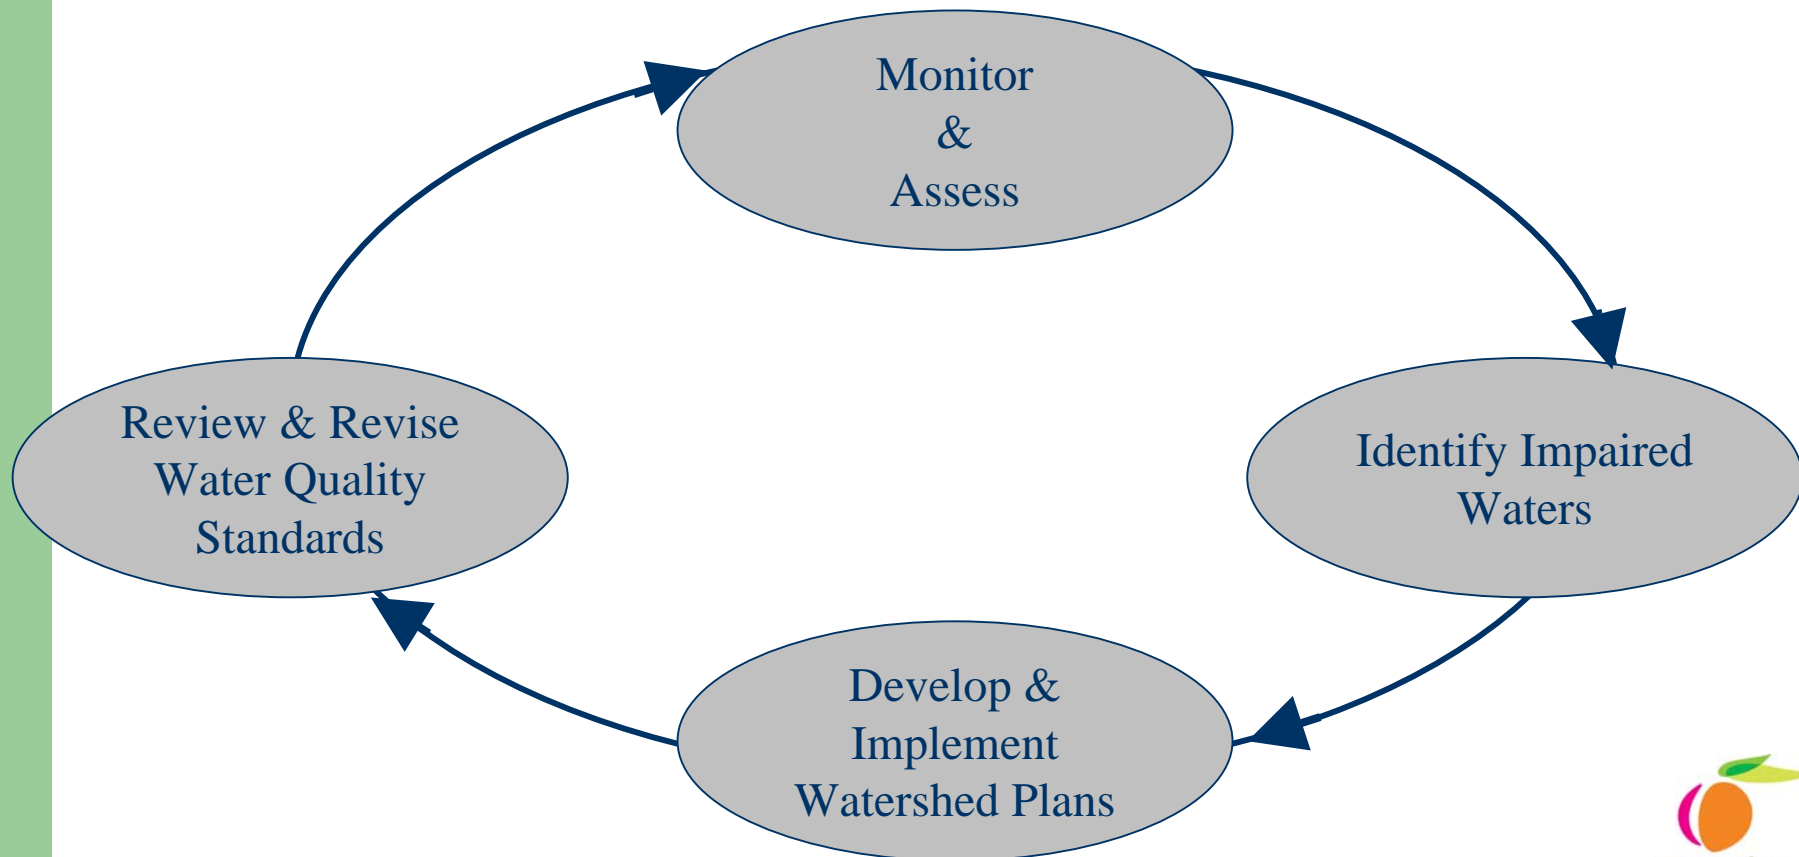 Monitor
&
Assess
Review & Revise
Water Quality
Standards
Identify Impaired
Waters
Develop &
Implement
Watershed Plans